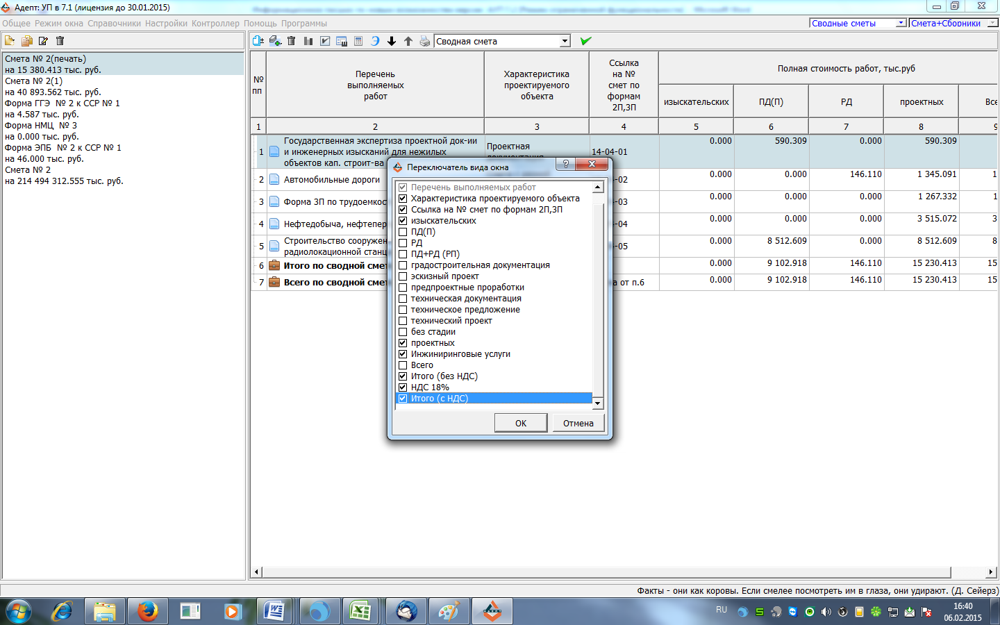 Адепт: УП в 7.1 (лицензия до 30.01.2015)
Общее Режим окна Справочники Настройки Контроллер Помощь Программы
Сводные сметы
Смета+Сборники
Сводная смета
Смета № 2(печать)
на 15 380.413 тыс. руб.
Смета № 2(1)
на 40 893.562 тыс. руб.
Форма ГГЭ № 2 к ССР № 1
на 4.587 тыс. руб.
Форма НМЦ № 3
на 0.000 тыс. руб.
Форма ЭПБ № 2 к ССР № 1
на 46.000 тыс. руб.
Смета № 2
на 214 494 312.555 тыс. руб.
№ пп
Перечень выполняемых работ
Характеристика проектируемого объекта
Ссылка на № смет по формам 2П,3П
Полная стоимость работ, тыс.руб
изыскательских ПД(П) РД проектных Все
1 2 3 4 5 6 7 8 9
1 Государственная экспертиза проектной док-ии и инженерных изысканий для нежилых объектов кап. строит-ва Проектная 14-04-01 0.000 590.309 0.000 590.309
2 Автомобильные дороги -02 0.000 0.000 146.110 1 345.091 1
3 Форма 3П по трудоемкос -03 0.000 0.000 0.000 1 267.332 1
4 Нефтедобыча, нефтепер -04 0.000 0.000 0.000 3 515.072 3
5 Строительство сооружен радиолокационной станц -05 0.000 8 512.609 0.000 8 512.609 8
6 Итого по сводной смет 0.000 9 102.918 146.110 15 230.413 15
7 Всего по сводной смет а от п.6 0.000 9 102.918 146.110 15 230.413 15
Переключатель вида окна
Перечень выполняемых работ
Характеристика проектируемого объекта
Ссылка на № смет по формам 2П,3П
изыскательских
ПД(П)
РД
ПД+РД (РП)
градостроительная документация
эскизный проект
предпроектные проработки
техническая документация
техническое предложение
технический проект
без стадии
проектных
Инжиниринговые услуги
Всего
Итого (без НДС)
НДС 18%
Итого (с НДС)
OK Отмена
Факты - они как коровы. Если смелее посмотреть им в глаза, они удирают. (Д. Сейерз)
RU
16:40
06.02.2015